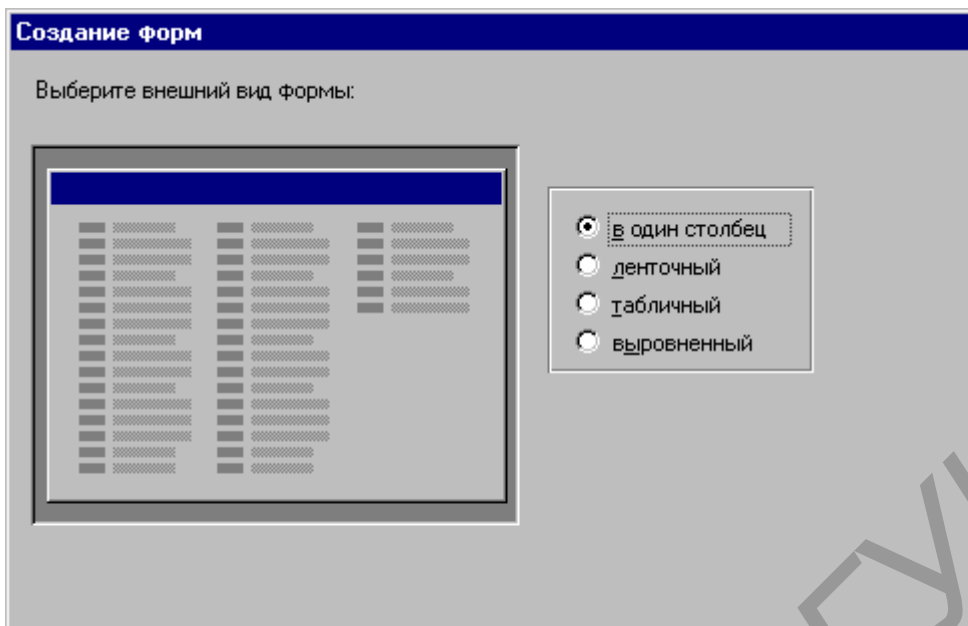 Создание форм
Выберите внешний вид формы:
в один столбец
ленточный
табличный
выровненный